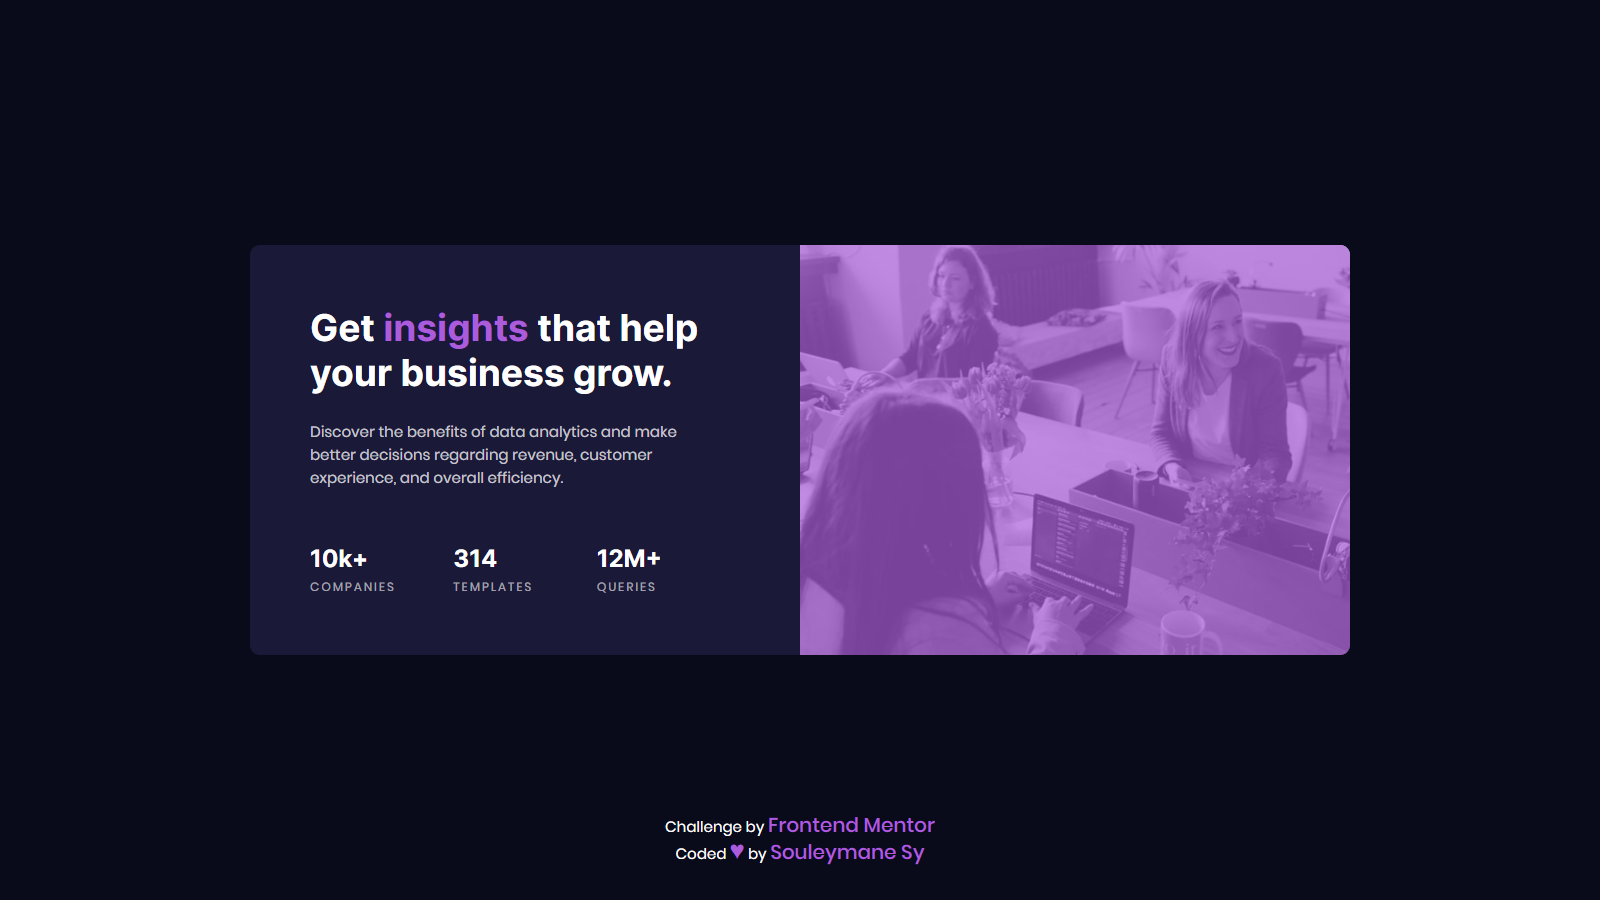 Get insights that help
your business grow.
Discover the benefits of data analytics and make
better decisions regarding revenue, customer
experience, and overall efficiency.
10k+ 314 12M+
COMPANIES TEMPLATES QUERIES
Challenge by Frontend Mentor
Coded ♥ by Souleymane Sy